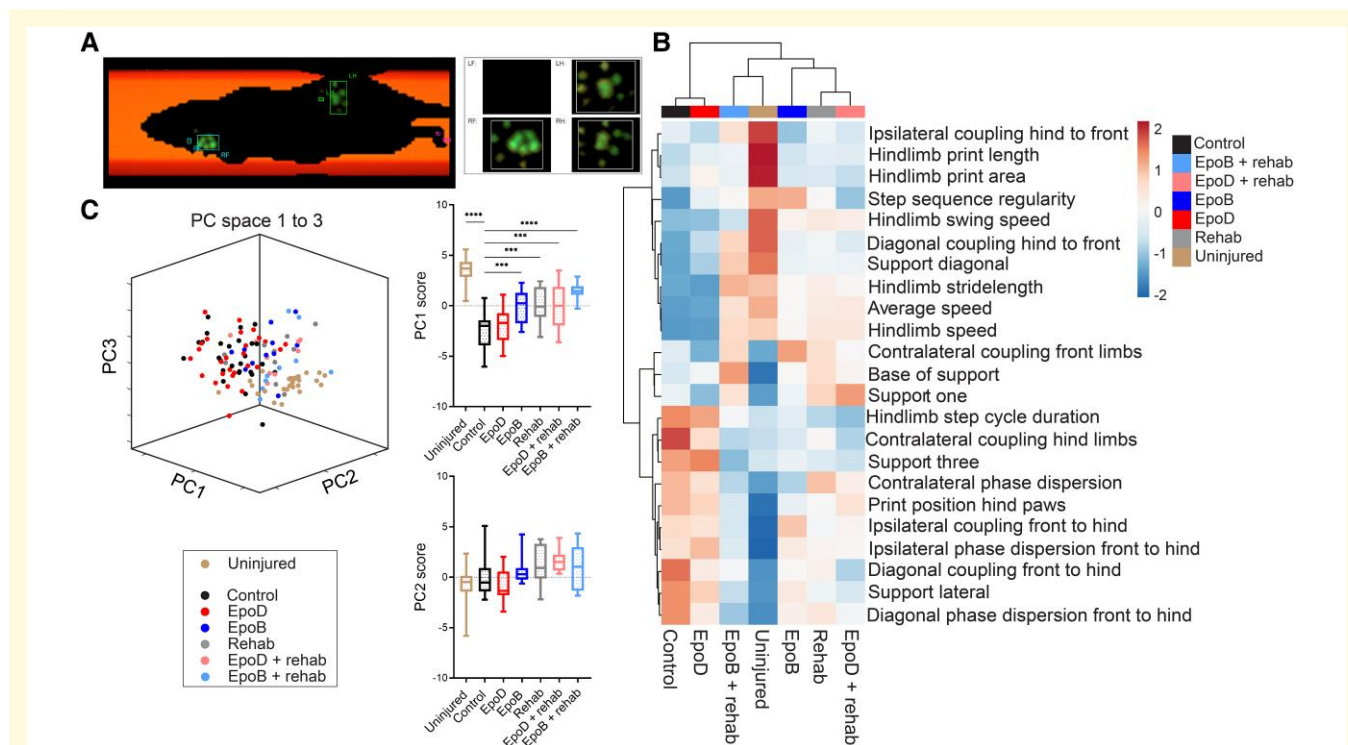 A
LH
RF
LF:
LH:
RF:
RH:
B
Ipsilateral coupling hind to front
Hindlimb print length
Hindlimb print area
Step sequence regularity
Hindlimb swing speed
Diagonal coupling hind to front
Support diagonal
Hindlimb stridelength
Average speed
Hindlimb speed
Contralateral coupling front limbs
Base of support
Support one
Hindlimb step cycle duration
Contralateral coupling hind limbs
Support three
Contralateral phase dispersion
Print position hind paws
Ipsilateral coupling front to hind
Ipsilateral phase dispersion front to hind
Diagonal coupling front to hind
Support lateral
Diagonal phase dispersion front to hind
Control
EpoD
EpoB + rehab
Uninjured
EpoB
Rehab
EpoD + rehab
2
1
0
-1
-2
Control
EpoB + rehab
EpoD + rehab
EpoB
EpoD
Rehab
Uninjured
C
PC space 1 to 3
PC3
PC1
PC2
Uninjured
Control
EpoD
EpoB
Rehab
EpoD + rehab
EpoB + rehab
PC1 score
10
5
0
-5
-10
****
****
***
***
***
Uninjured
Control
EpoD
EpoB
Rehab
EpoD + rehab
EpoB + rehab
PC2 score
10
5
0
-5
-10
Uninjured
Control
EpoD
EpoB
Rehab
EpoD + rehab
EpoB + rehab